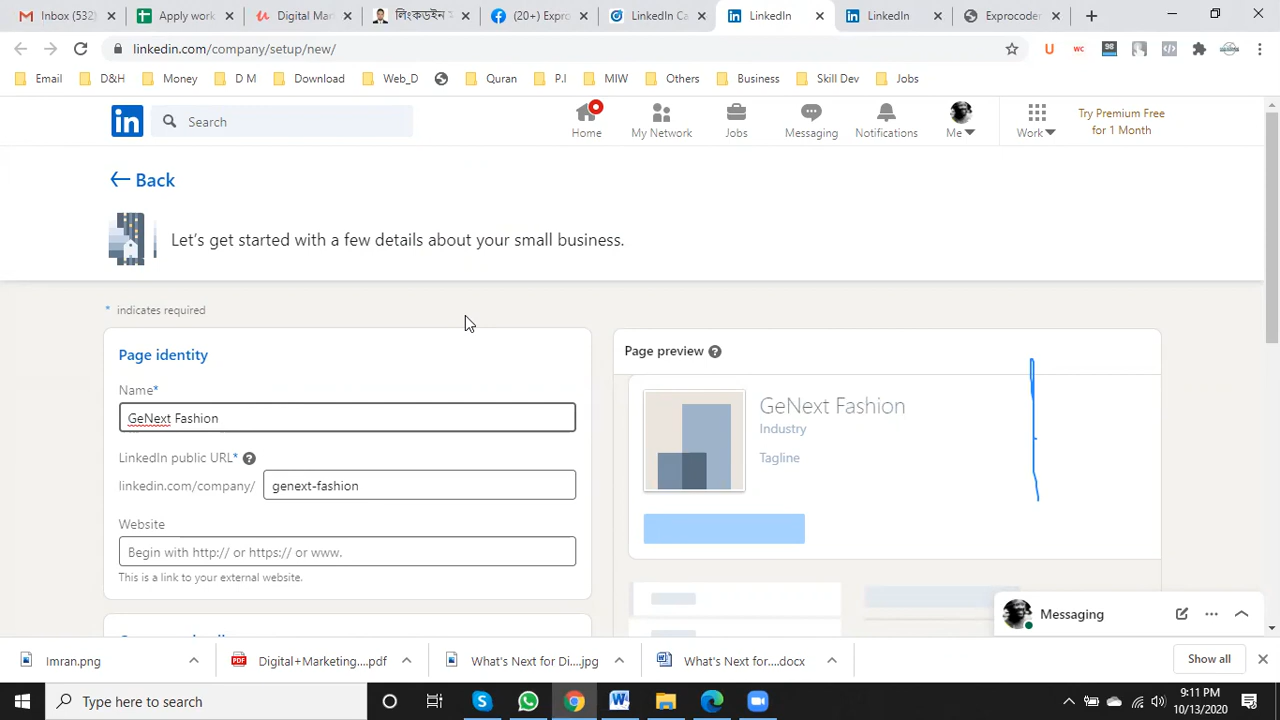 Inbox (532)
Apply work
Digital Mar
লিংকডইন
(20+) Expro
LinkedIn Ca
LinkedIn
LinkedIn
Exprocoder
linkedin.com/company/setup/new/
Email
D&H
Money
D M
Download
Web_D
Quran
P.I
MIW
Others
Business
Skill Dev
Jobs
Search
Home
My Network
Jobs
Messaging
Notifications
Me
Work
Try Premium Free
for 1 Month
Back
Let's get started with a few details about your small business.
* indicates required
Page identity
Name*
GeNext Fashion
LinkedIn public URL*
linkedin.com/company/
genext-fashion
Website
Begin with http:// or https:// or www.
This is a link to your external website.
Page preview
GeNext Fashion
Industry
Tagline
Messaging
Imran.png
Digital+Marketing....pdf
What's Next for Di....jpg
What's Next for....docx
Show all
Type here to search
9:11 PM
10/13/2020